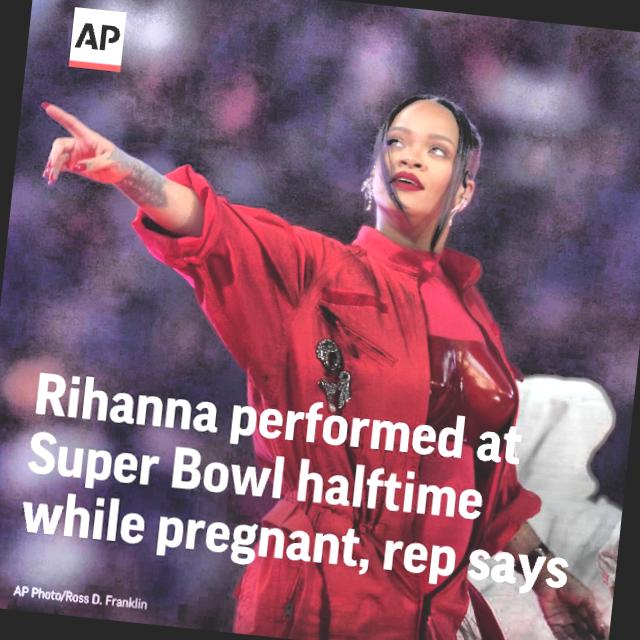 AP
Rihanna performed at
Super Bowl halftime
while pregnant, rep says
AP Photo/Ross D. Franklin